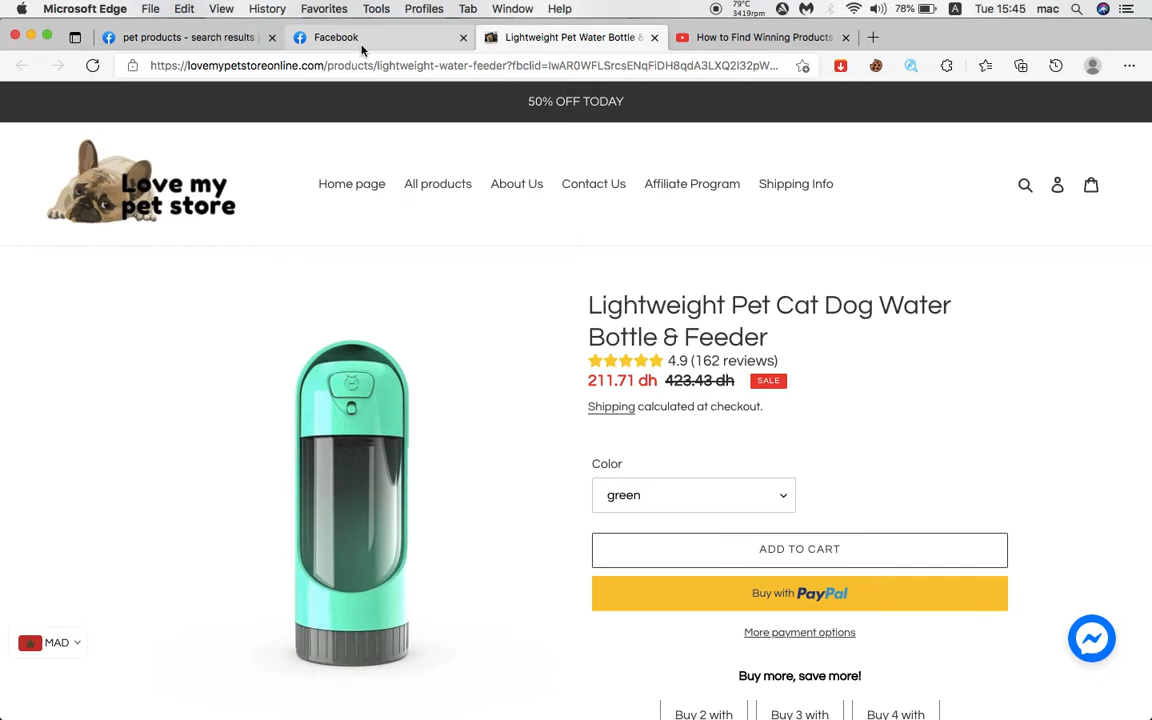 Microsoft Edge File Edit View History Favorites Tools Profiles Tab Window Help 79°C 3419rpm 78% A Tue 15:45 mac
pet products - search results Facebook Lightweight Pet Water Bottle & How to Find Winning Products
https://lovemypetstoreonline.com/products/lightweight-water-feeder?fbclid=IwAR0WFLSrcsENqFiDH8qdA3LXQ2l32pW...
50% OFF TODAY
Love my
pet store
Home page All products About Us Contact Us Affiliate Program Shipping Info
Lightweight Pet Cat Dog Water
Bottle & Feeder
4.9 (162 reviews)
211.71 dh 423.43 dh SALE
Shipping calculated at checkout.
Color
green
ADD TO CART
Buy with PayPal
MAD
More payment options
Buy more, save more!
Buy 2 with Buy 3 with Buy 4 with